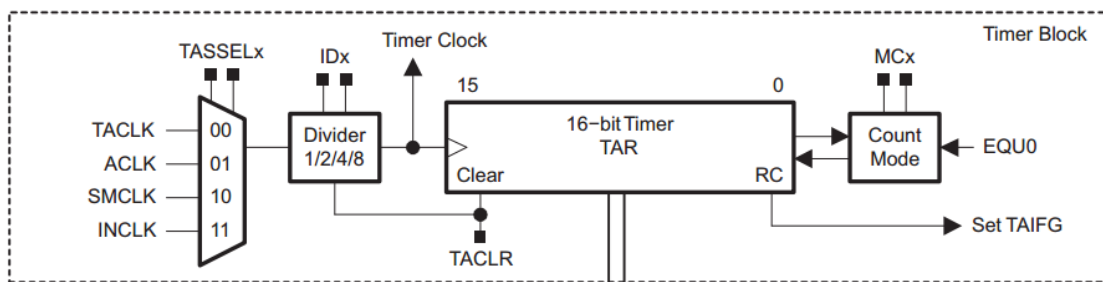 Timer Block
Timer Clock
TASSELx
IDx
MCx
15
0
TACLK
00
Divider
1/2/4/8
16−bit Timer
TAR
Count
Mode
EQU0
ACLK
01
SMCLK
10
Clear
RC
INCLK
11
Set TAIFG
TACLR